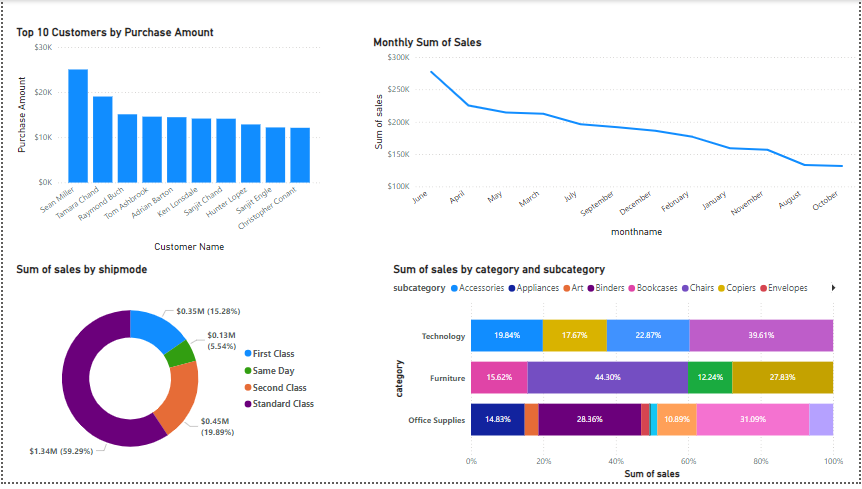 Top 10 Customers by Purchase Amount
$30K
$20K
$10K
$0K
Purchase Amount
Sean Miller
Tamara Chand
Raymond Buch
Tom Ashbrook
Adrian Barton
Ken Lonsdale
Sanjit Chand
Hunter Lopez
Sanjit Engle
Christopher Conant
Customer Name
Monthly Sum of Sales
$300K
$250K
$200K
$150K
$100K
Sum of sales
June
April
May
March
July
September
December
February
January
November
August
October
monthname
Sum of sales by shipmode
$0.35M (15.28%)
$0.13M
(5.54%)
$0.45M
(19.89%)
$1.34M (59.29%)
First Class
Same Day
Second Class
Standard Class
Sum of sales by category and subcategory
subcategory Accessories Appliances Art Binders Bookcases Chairs Copiers Envelopes
category
Technology 19.84% 17.67% 22.87% 39.61%
Furniture 15.62% 44.30% 12.24% 27.83%
Office Supplies 14.83% 28.36% 10.89% 31.09%
0% 20% 40% 60% 80% 100%
Sum of sales